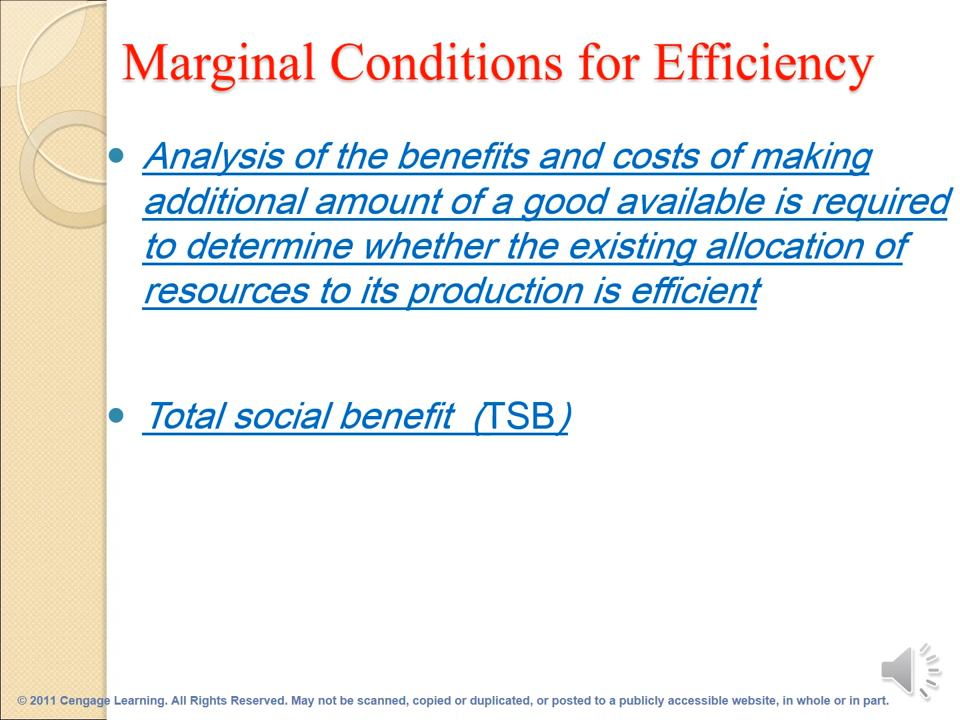 Marginal Conditions for Efficiency
Analysis of the benefits and costs of making
additional amount of a good available is required
to determine whether the existing allocation of
resources to its production is efficient
Total social benefit (TSB)
© 2011 Cengage Learning. All Rights Reserved. May not be scanned, copied or duplicated, or posted to a publicly accessible website, in whole or in part.